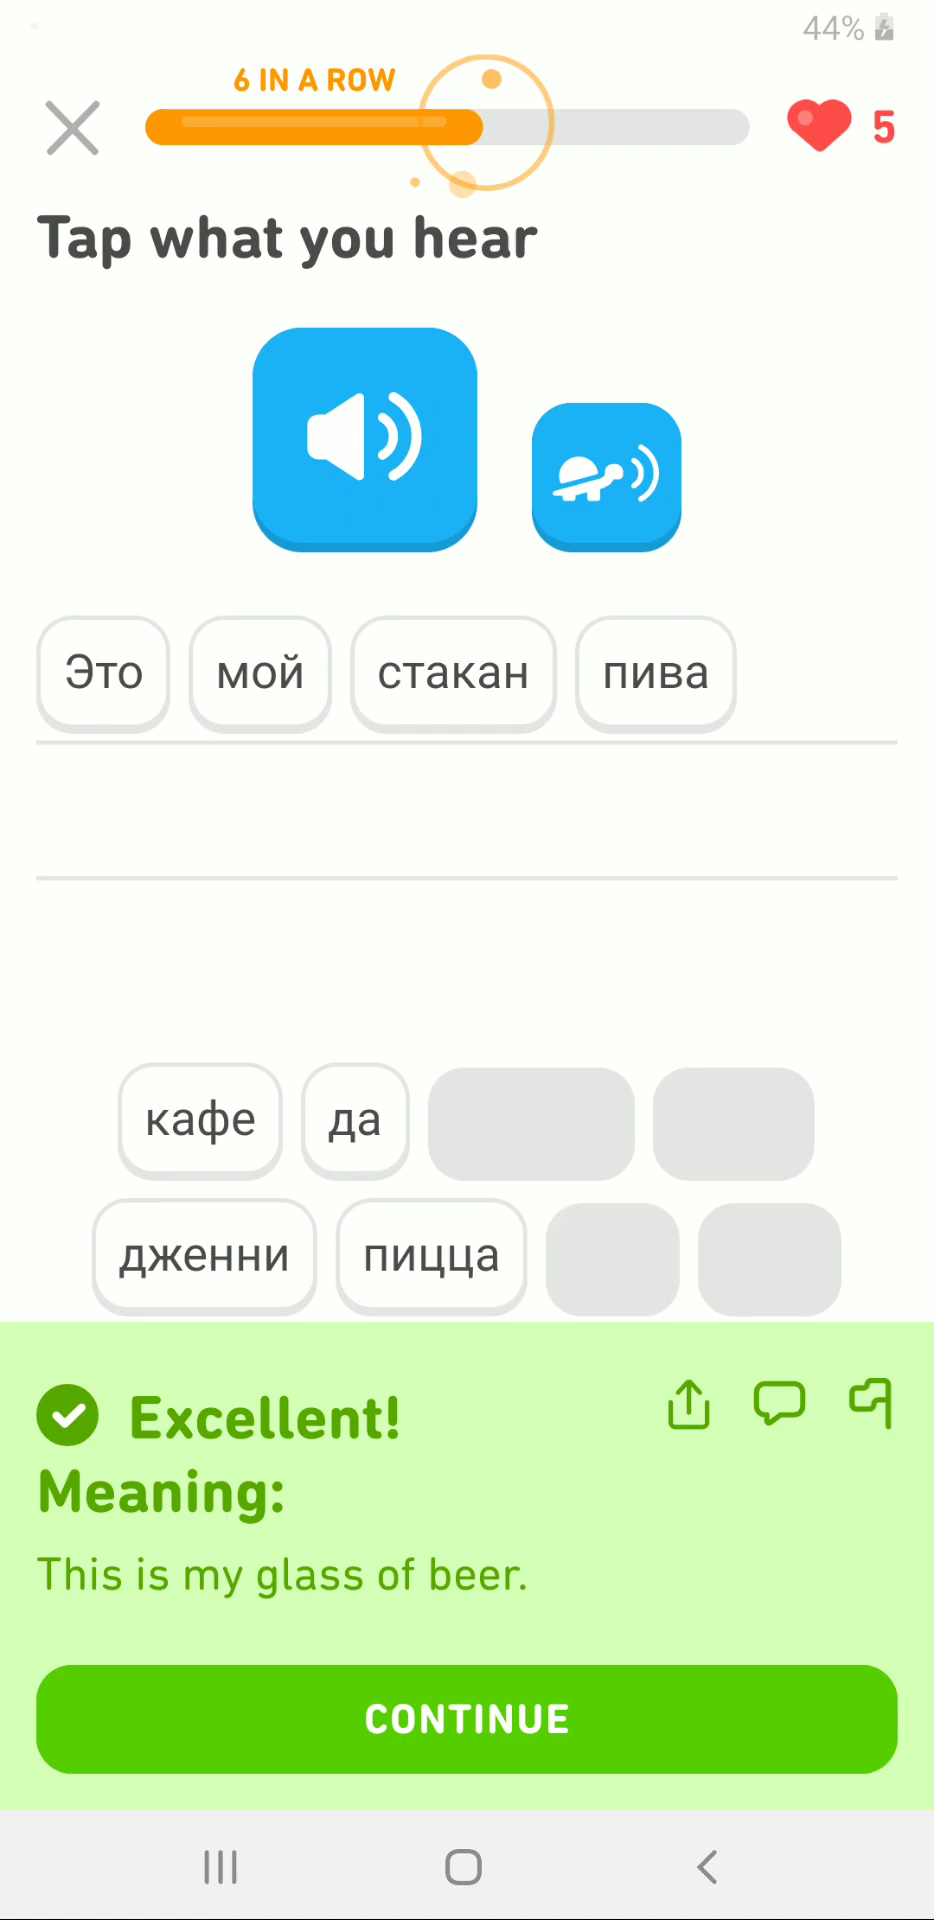 44%
6 IN A ROW
5
Tap what you hear
Это мой стакан пива
кафе да
дженни пицца
Excellent!
Meaning:
This is my glass of beer.
CONTINUE